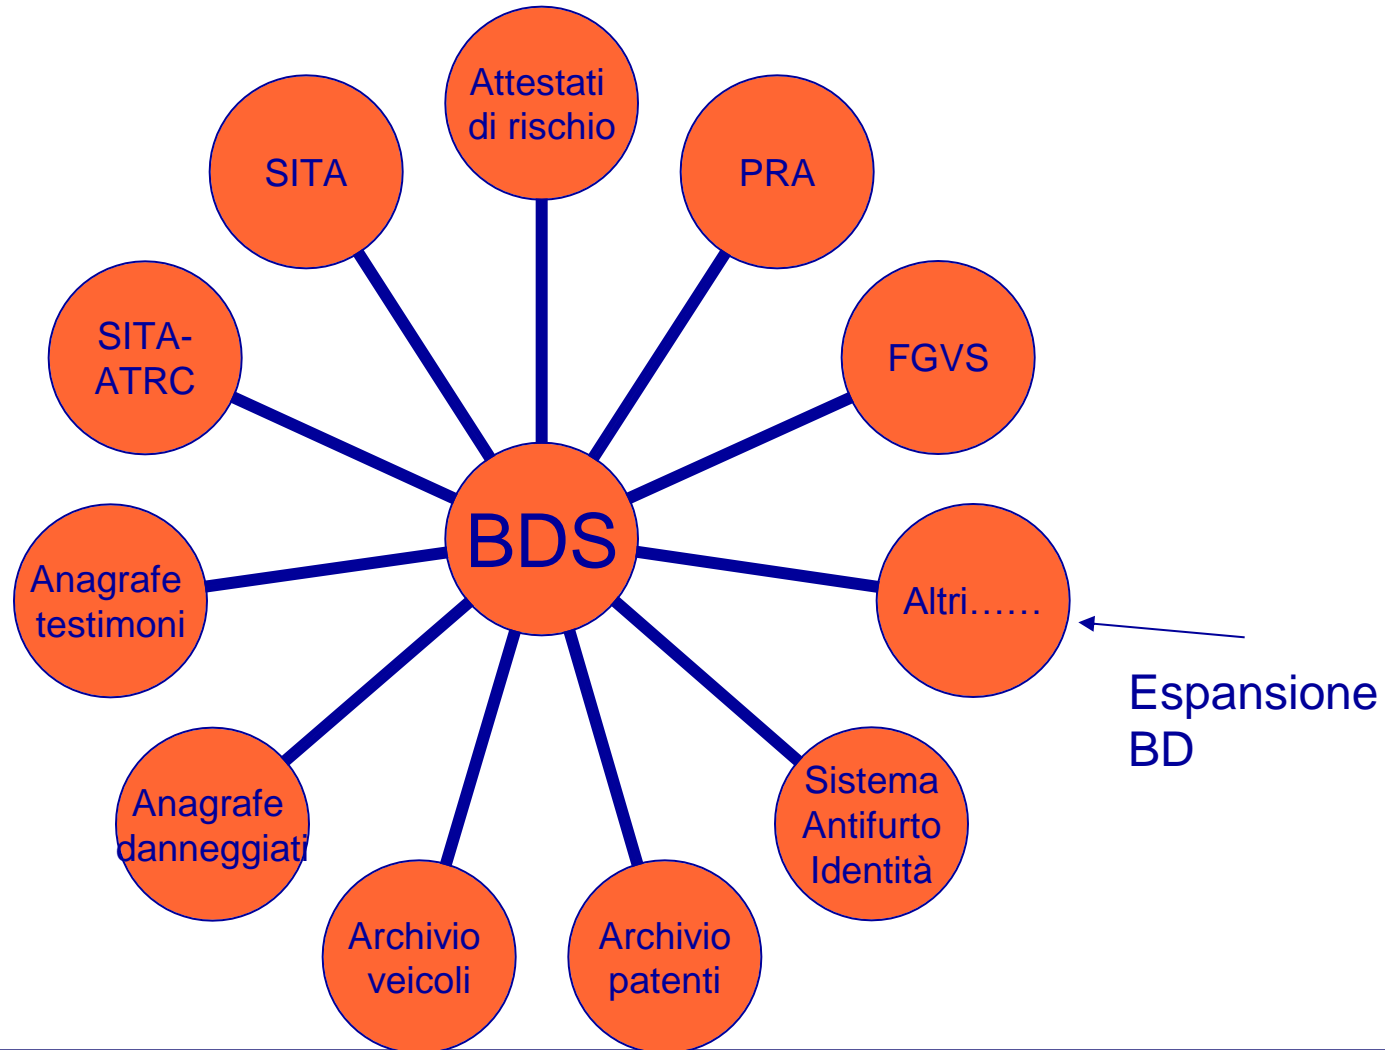 Attestati
di rischio
SITA
PRA
SITA-
ATRC
FGVS
BDS
Anagrafe
testimoni
Altri……
Espansione
BD
Anagrafe
danneggiati
Sistema
Antifurto
Identità
Archivio
veicoli
Archivio
patenti